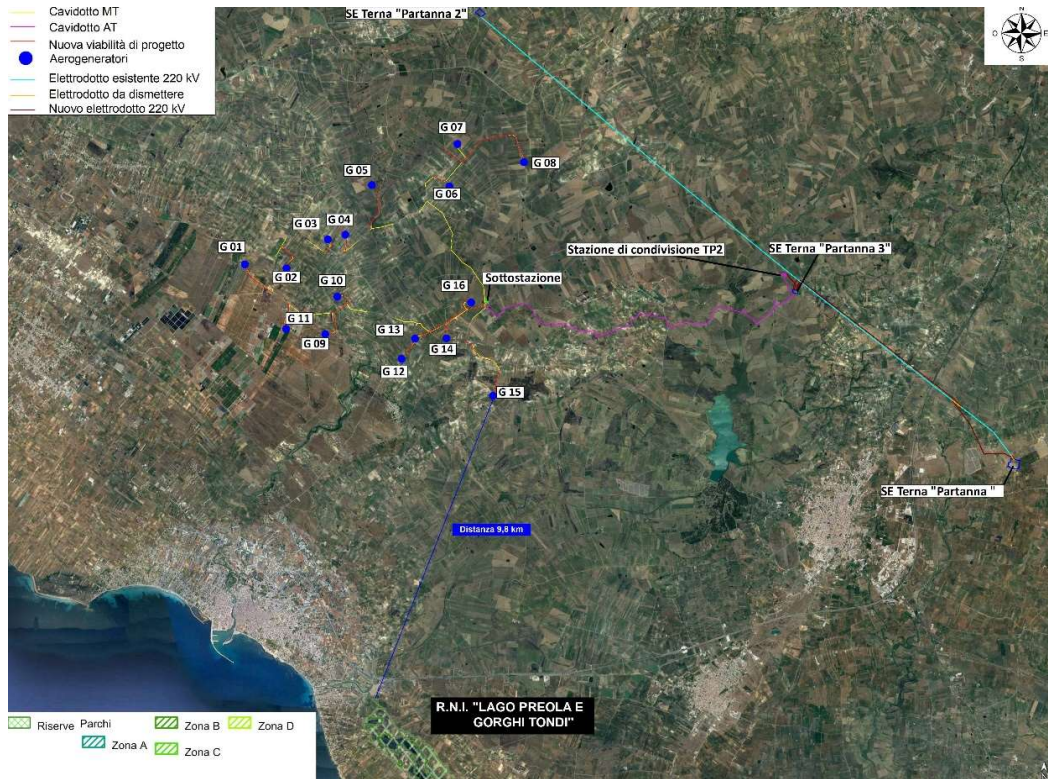 Cavidotto MT
Cavidotto AT
Nuova viabilità di progetto
Aerogeneratori
Elettrodotto esistente 220 kV
Elettrodotto da dismettere
Nuovo elettrodotto 220 kV
SE Terna "Partanna 2"
N
O
E
S
G 07
G 08
G 05
G 06
G 03
G 04
G 01
G 02
G 10
Stazione di condivisione TP2
SE Terna "Partanna 3"
Sottostazione
G 16
G 11
G 09
G 13
G 14
G 12
G 15
SE Terna "Partanna "
Distanza 9,8 km
R.N.I. "LAGO PREOLA E
GORGHI TONDI"
Riserve
Parchi
Zona A
Zona B
Zona C
Zona D